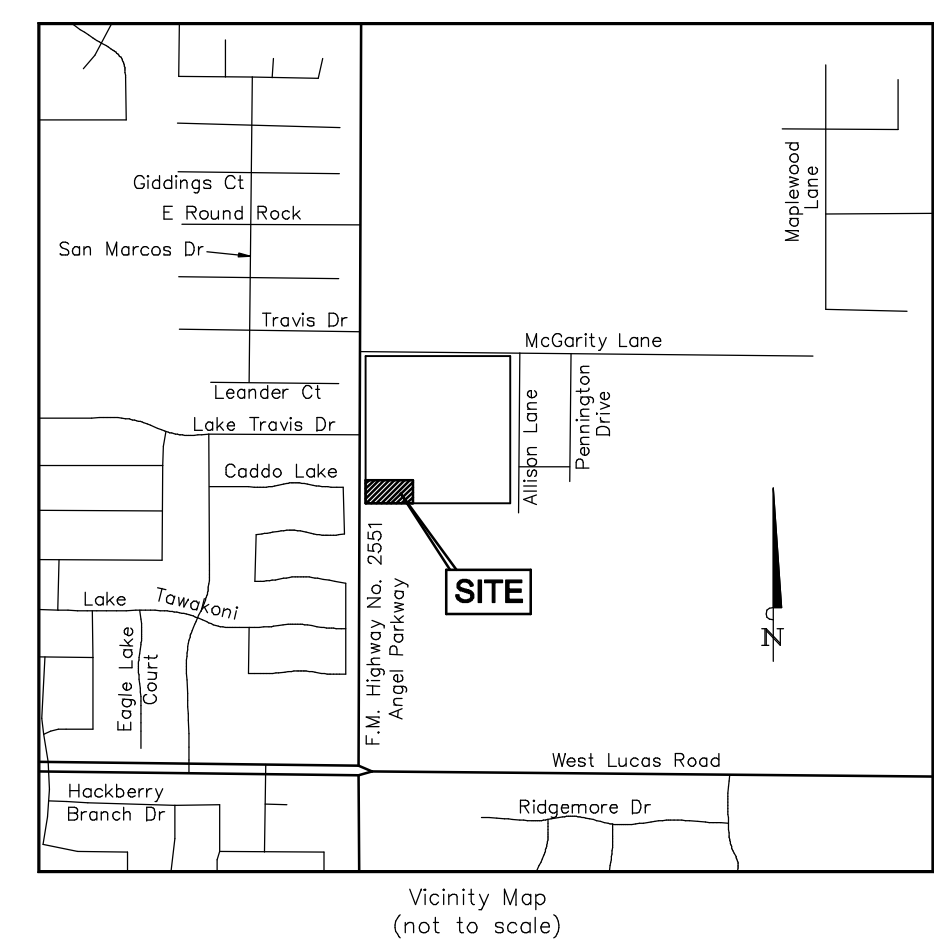 Giddings Ct
E Round Rock
San Marcos Dr
Travis Dr
Leander Ct
Lake Travis Dr
Caddo Lake
Lake Tawakoni
Eagle Lake
Court
Hackberry
Branch Dr
Maplewood
Lane
McGarity Lane
Allison Lane
Pennington
Drive
SITE
F.M. Highway No. 2551
Angel Parkway
N
West Lucas Road
Ridgemore Dr
Vicinity Map
(not to scale)